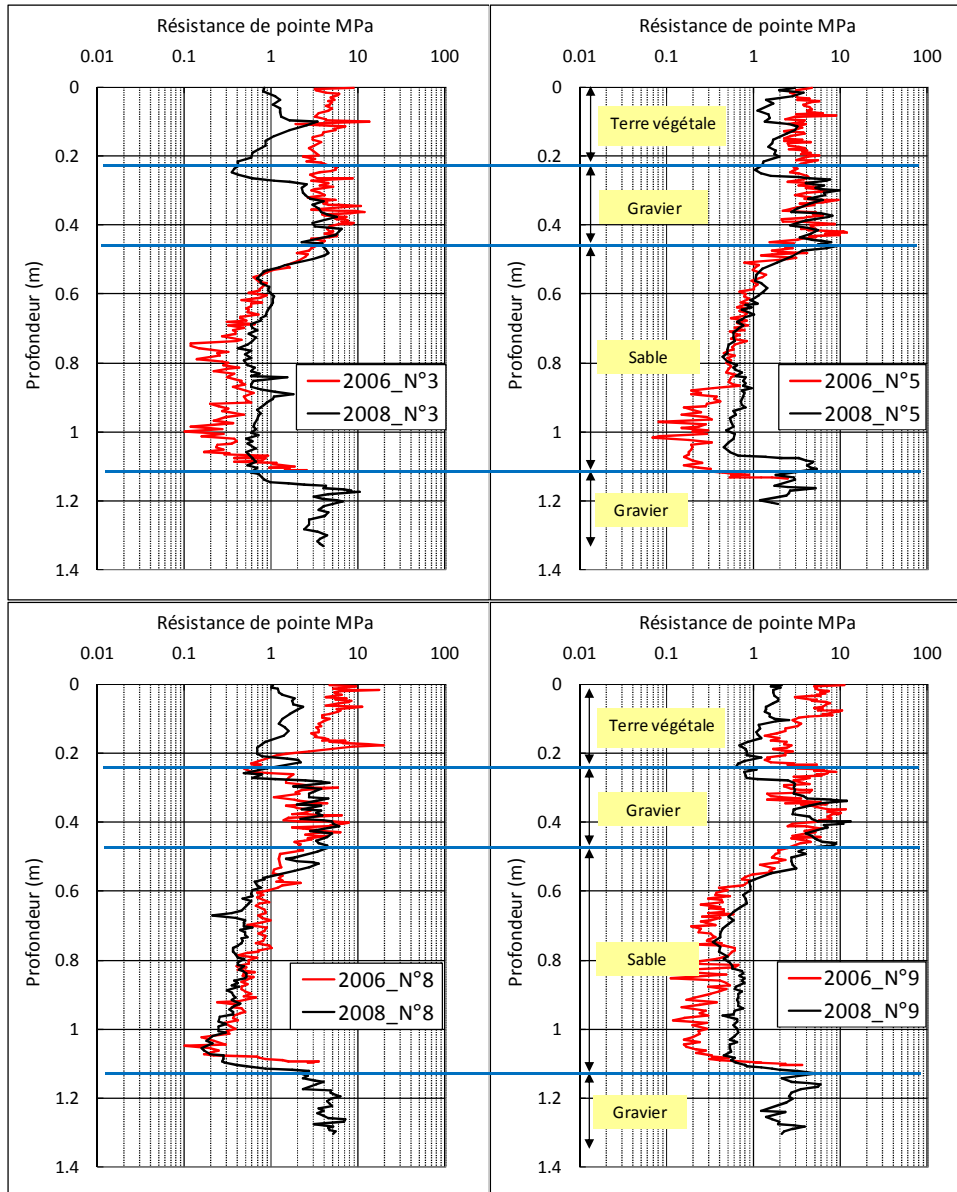 Résistance de pointe MPa
0.01 0.1 1 10 100
0
0.2
0.4
0.6
0.8
1
1.2
1.4
Profondeur (m)
2006_N°3
2008_N°3
Résistance de pointe MPa
0.01 0.1 1 10 100
0
0.2
0.4
0.6
0.8
1
1.2
1.4
Profondeur (m)
Terre végétale
Gravier
Sable
Gravier
2006_N°5
2008_N°5
Résistance de pointe MPa
0.01 0.1 1 10 100
0
0.2
0.4
0.6
0.8
1
1.2
1.4
Profondeur (m)
2006_N°8
2008_N°8
Résistance de pointe MPa
0.01 0.1 1 10 100
0
0.2
0.4
0.6
0.8
1
1.2
1.4
Profondeur (m)
Terre végétale
Gravier
Sable
Gravier
2006_N°9
2008_N°9